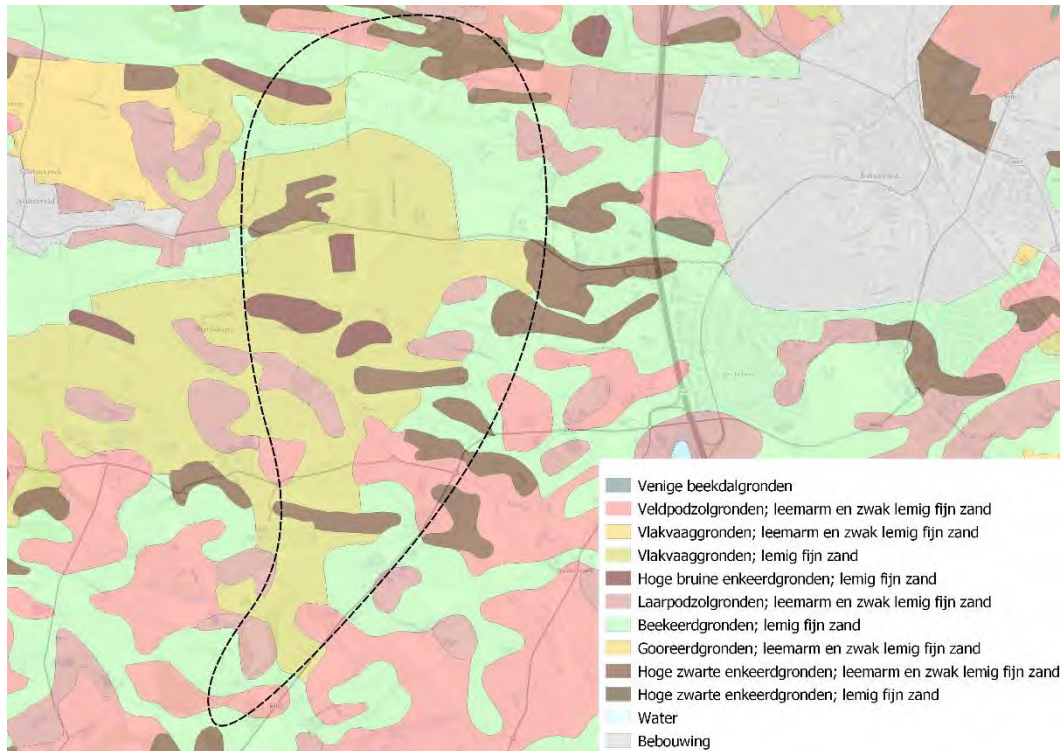 Barneveld
Venige beekdalgronden
Veldpodzolgronden; leemarm en zwak lemig fijn zand
Vlakvaaggronden; leemarm en zwak lemig fijn zand
Vlakvaaggronden; lemig fijn zand
Hoge bruine enkeerdgronden; lemig fijn zand
Laarpodzolgronden; leemarm en zwak lemig fijn zand
Beekeerdgronden; lemig fijn zand
Gooreerdgronden; leemarm en zwak lemig fijn zand
Hoge zwarte enkeerdgronden; leemarm en zwak lemig fijn zand
Hoge zwarte enkeerdgronden; lemig fijn zand
Water
Bebouwing